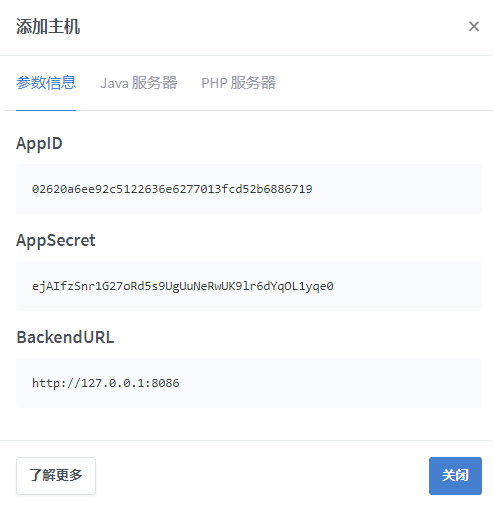 添加主机
×
参数信息 Java 服务器 PHP 服务器
AppID
02620a6ee92c5122636e6277013fcd52b6886719
AppSecret
ejAIfzSnr1G27oRd5s9UgUuNeRwUK9lr6dYqOL1yqe0
BackendURL
http://127.0.0.1:8086
了解更多 关闭